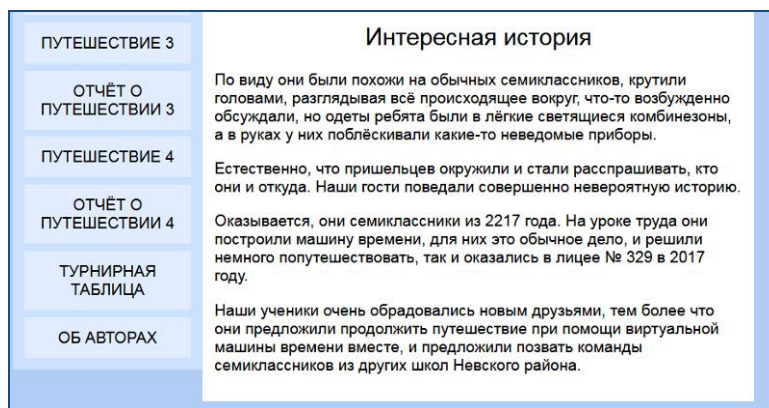 ПУТЕШЕСТВИЕ 3
ОТЧЁТ О
ПУТЕШЕСТВИИ 3
ПУТЕШЕСТВИЕ 4
ОТЧЁТ О
ПУТЕШЕСТВИИ 4
ТУРНИРНАЯ
ТАБЛИЦА
ОБ АВТОРАХ
Интересная история
По виду они были похожи на обычных семиклассников, крутили
головами, разглядывая всё происходящее вокруг, что-то возбужденно
обсуждали, но одеты ребята были в лёгкие светящиеся комбинезоны,
а в руках у них поблёскивали какие-то неведомые приборы.
Естественно, что пришельцев окружили и стали расспрашивать, кто
они и откуда. Наши гости поведали совершенно невероятную историю.
Оказывается, они семиклассники из 2217 года. На уроке труда они
построили машину времени, для них это обычное дело, и решили
немного попутешествовать, так и оказались в лицее № 329 в 2017
году.
Наши ученики очень обрадовались новым друзьями, тем более что
они предложили продолжить путешествие при помощи виртуальной
машины времени вместе, и предложили позвать команды
семиклассников из других школ Невского района.